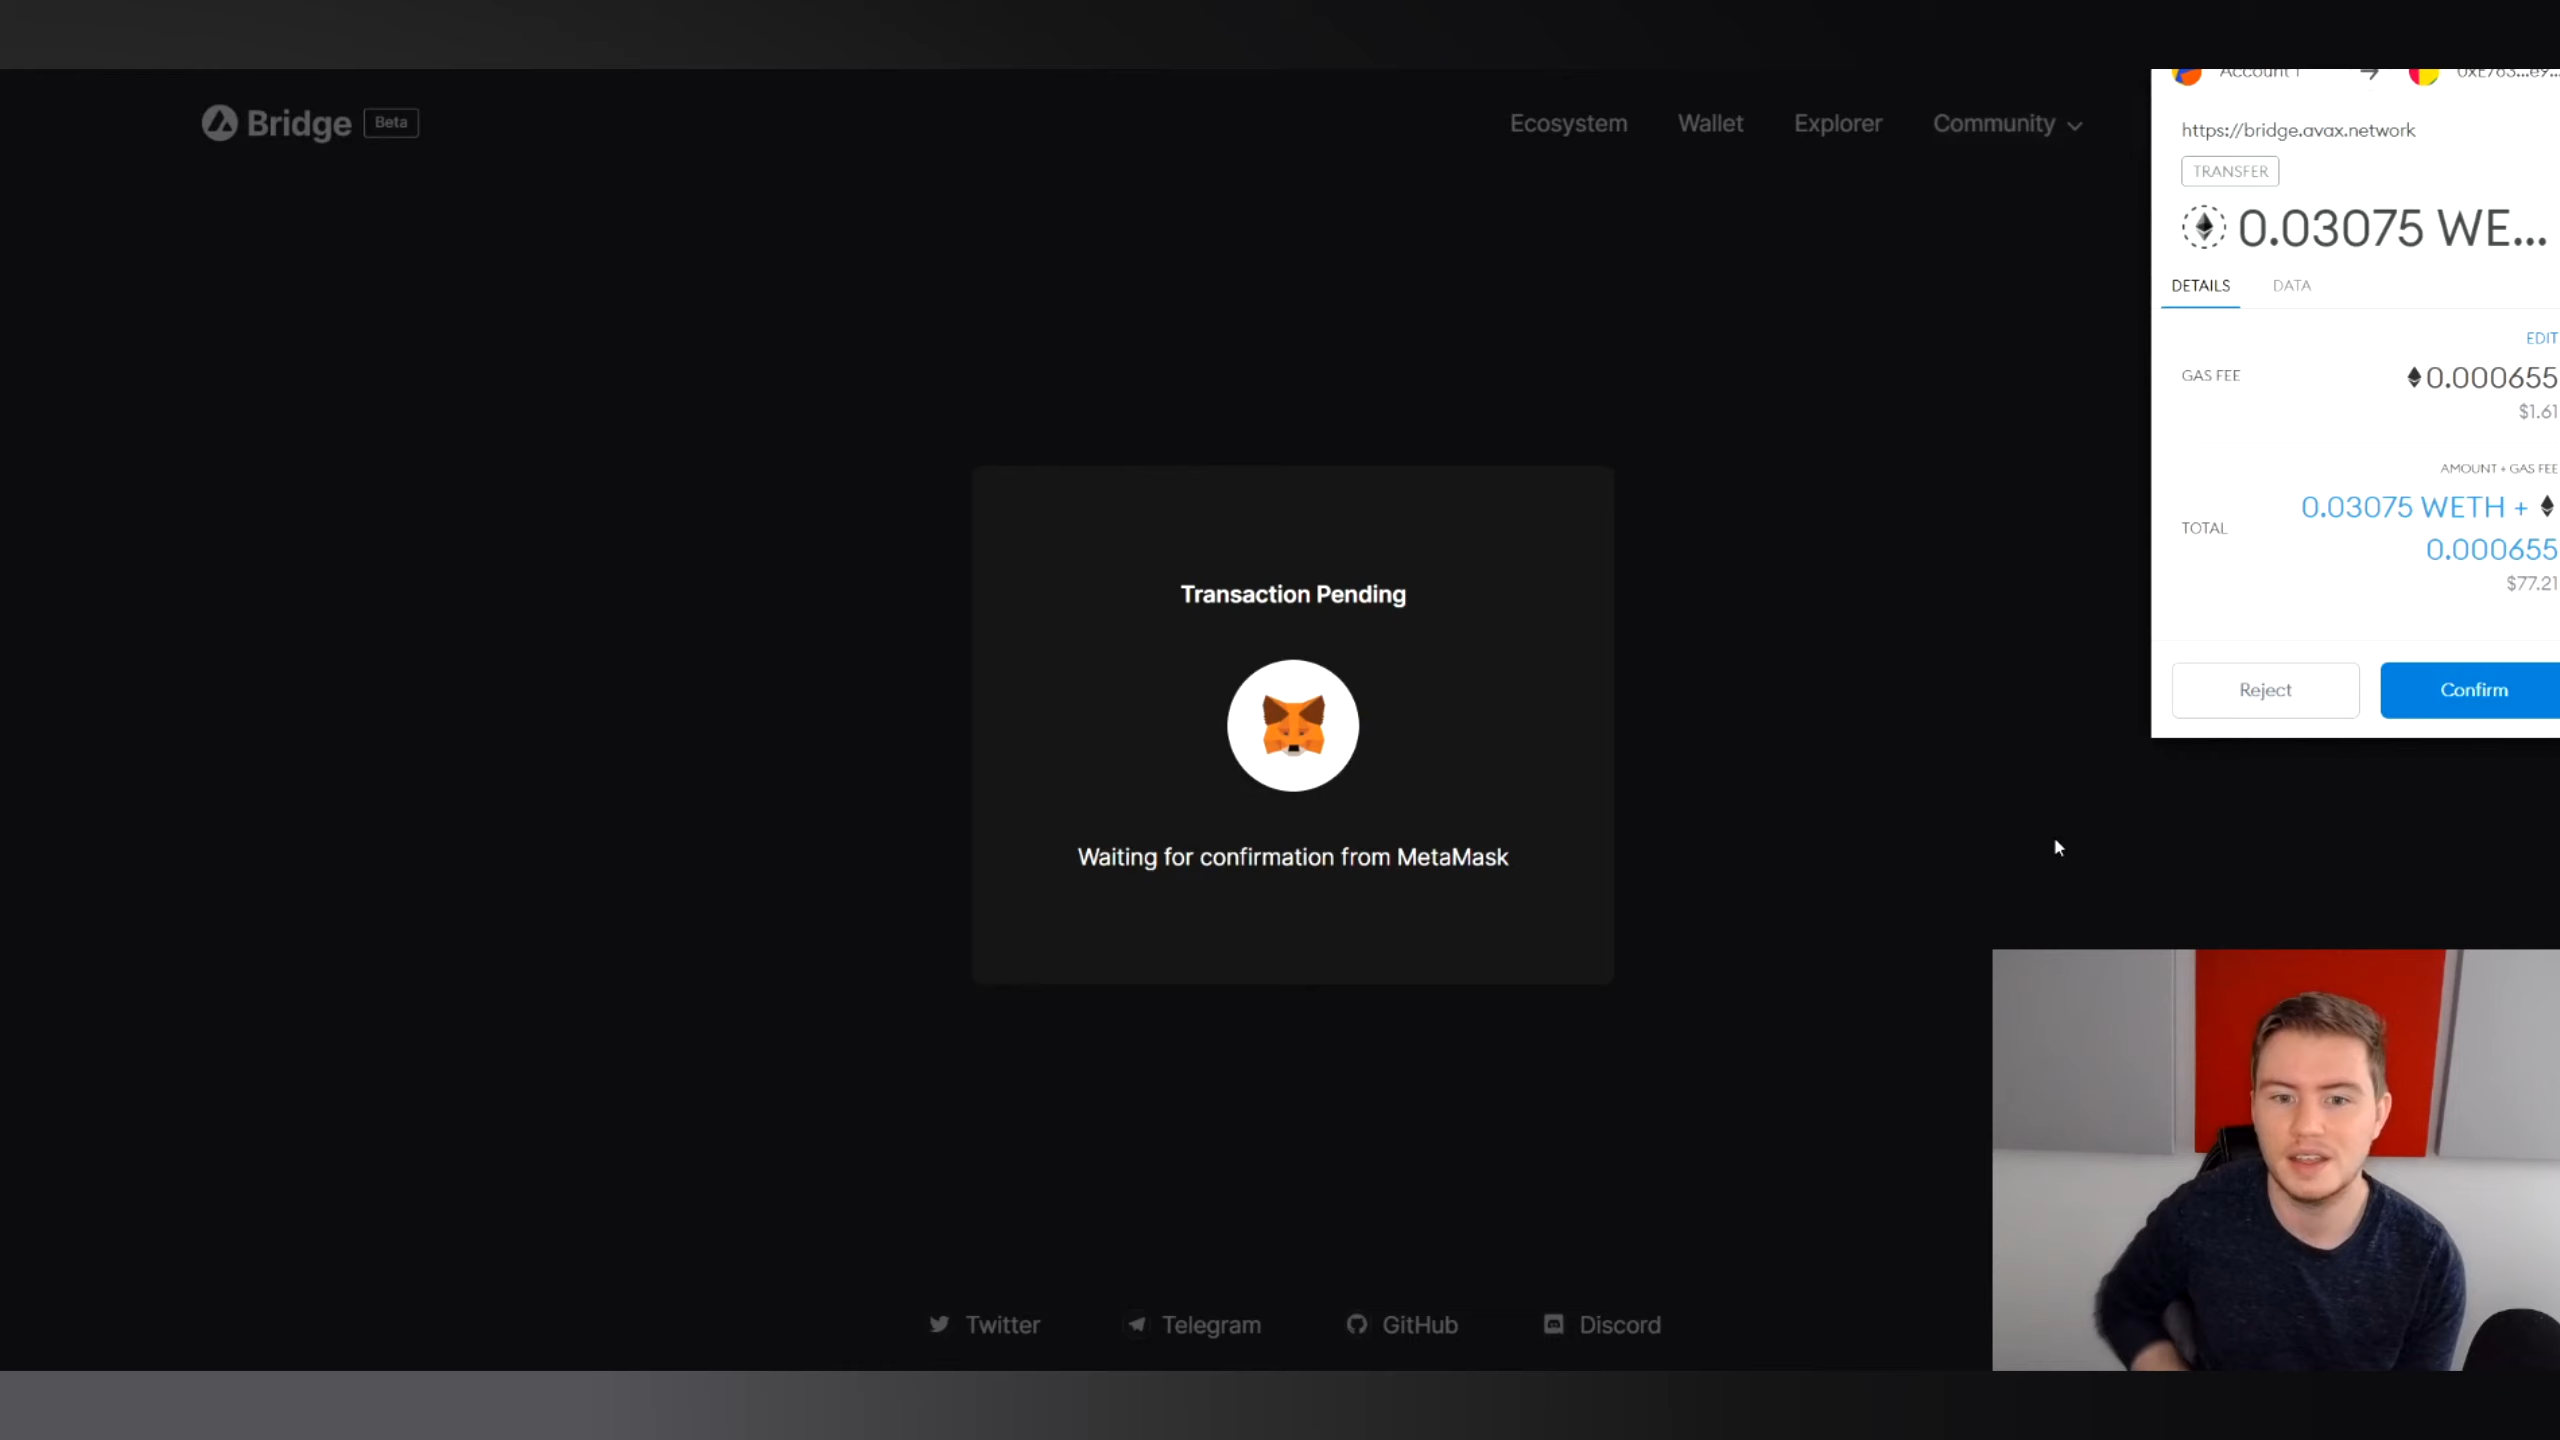 Bridge Beta
Ecosystem Wallet Explorer Community
Account 1
https://bridge.avax.network
TRANSFER
0.03075 WE...
DETAILS DATA
EDIT
GAS FEE
0.000655
$1.61
AMOUNT + GAS FEE
0.03075 WETH +
TOTAL
0.000655
$77.21
Reject Confirm
Transaction Pending
Waiting for confirmation from MetaMask
Twitter Telegram GitHub Discord